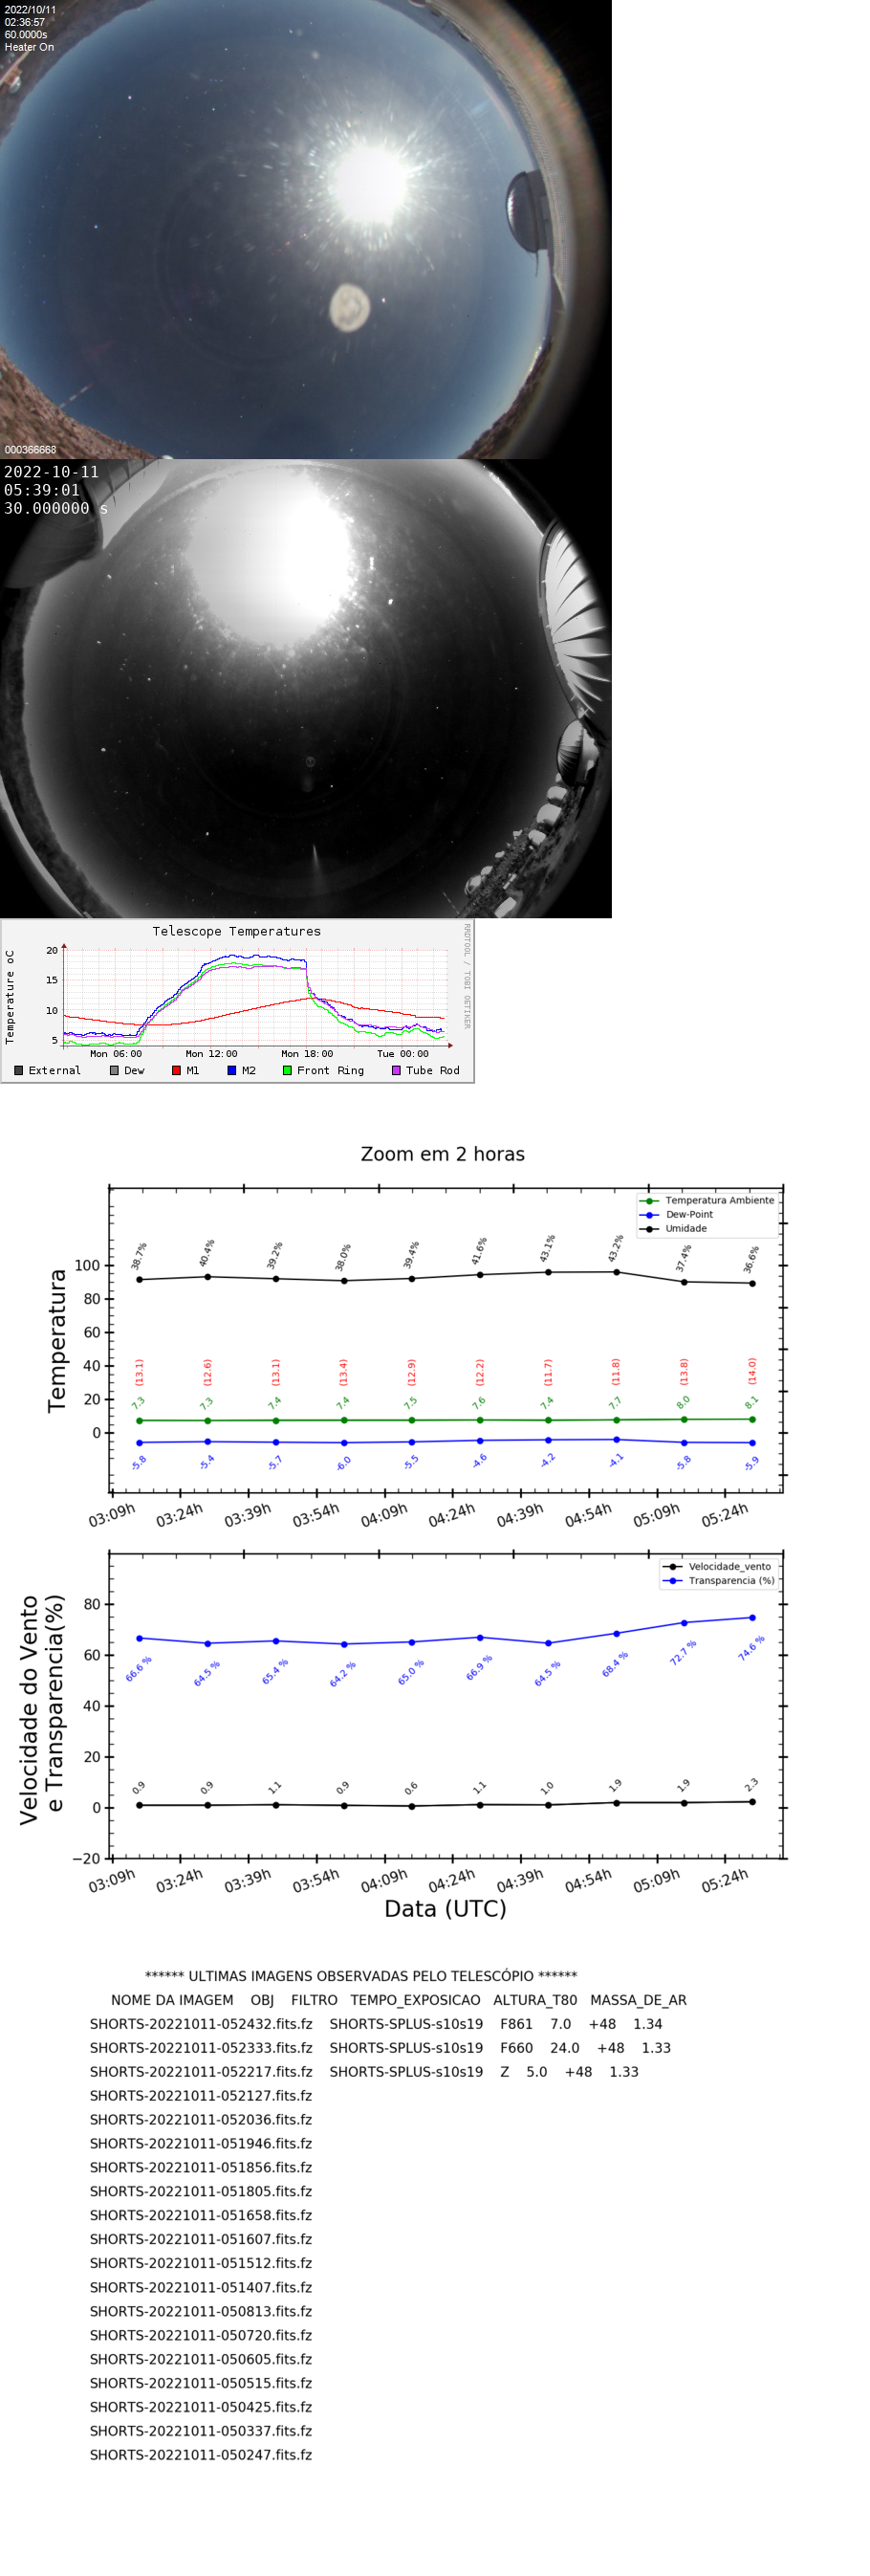 2022/10/11
02:36:57
60.0000s
Heater On
000366668
2022-10-11
05:39:01
30.000000 s
Telescope Temperatures
RRDTOOL / TOBI OETIKER
Temperature oC
20
15
10
5
Mon 06:00 Mon 12:00 Mon 18:00 Tue 00:00
External Dew M1 M2 Front Ring Tube Rod
Zoom em 2 horas
Temperatura Ambiente
Dew-Point
Umidade
Temperatura
100
80
60
40
20
0
38.7% 40.4% 39.2% 38.0% 39.4% 41.6% 43.1% 43.2% 37.4% 36.6%
(13.1) (12.6) (13.1) (13.4) (12.9) (12.2) (11.7) (11.8) (13.8) (14.0)
7.3 7.3 7.4 7.4 7.5 7.6 7.4 7.7 8.0 8.1
-5.8 -5.4 -5.7 -6.0 -5.5 -4.6 -4.2 -4.1 -5.8 -5.9
03:09h 03:24h 03:39h 03:54h 04:09h 04:24h 04:39h 04:54h 05:09h 05:24h
Velocidade_vento
Transparencia (%)
Velocidade do Vento
e Transparencia(%)
80
60
40
20
0
−20
66.6 % 64.5 % 65.4 % 64.2 % 65.0 % 66.9 % 64.5 % 68.4 % 72.7 % 74.6 %
0.9 0.9 1.1 0.9 0.6 1.1 1.0 1.9 1.9 2.3
03:09h 03:24h 03:39h 03:54h 04:09h 04:24h 04:39h 04:54h 05:09h 05:24h
Data (UTC)
****** ULTIMAS IMAGENS OBSERVADAS PELO TELESCÓPIO ******
NOME DA IMAGEM OBJ FILTRO TEMPO_EXPOSICAO ALTURA_T80 MASSA_DE_AR
SHORTS-20221011-052432.fits.fz SHORTS-SPLUS-s10s19 F861 7.0 +48 1.34
SHORTS-20221011-052333.fits.fz SHORTS-SPLUS-s10s19 F660 24.0 +48 1.33
SHORTS-20221011-052217.fits.fz SHORTS-SPLUS-s10s19 Z 5.0 +48 1.33
SHORTS-20221011-052127.fits.fz
SHORTS-20221011-052036.fits.fz
SHORTS-20221011-051946.fits.fz
SHORTS-20221011-051856.fits.fz
SHORTS-20221011-051805.fits.fz
SHORTS-20221011-051658.fits.fz
SHORTS-20221011-051607.fits.fz
SHORTS-20221011-051512.fits.fz
SHORTS-20221011-051407.fits.fz
SHORTS-20221011-050813.fits.fz
SHORTS-20221011-050720.fits.fz
SHORTS-20221011-050605.fits.fz
SHORTS-20221011-050515.fits.fz
SHORTS-20221011-050425.fits.fz
SHORTS-20221011-050337.fits.fz
SHORTS-20221011-050247.fits.fz